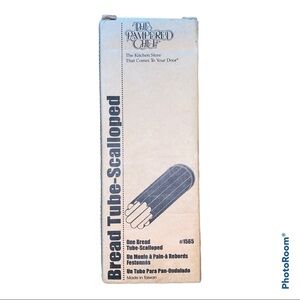 The
Pampered
Chef
The Kitchen Store
That Comes To Your Door®
Bread Tube-Scalloped
One Bread
Tube-Scalloped
#1565
Un Moule à Pain-à Rebords
Festonnés
Un Tubo Para Pan-Ondulado
Made in Taiwan
PhotoRoom®